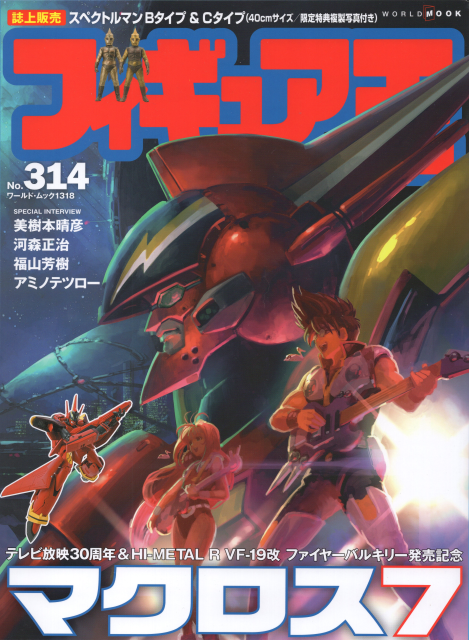 誌上販売 スペクトルマン Bタイプ & Cタイプ(40cmサイズ/限定特典複製写真付き)
WORLD MOOK
フィギュア王
No.314
ワールド・ムック1318
SPECIAL INTERVIEW
美樹本晴彦
河森正治
福山芳樹
アミノテツロー
テレビ放映30周年&HI-METAL R VF-19改 ファイヤーバルキリー発売記念
マクロス7